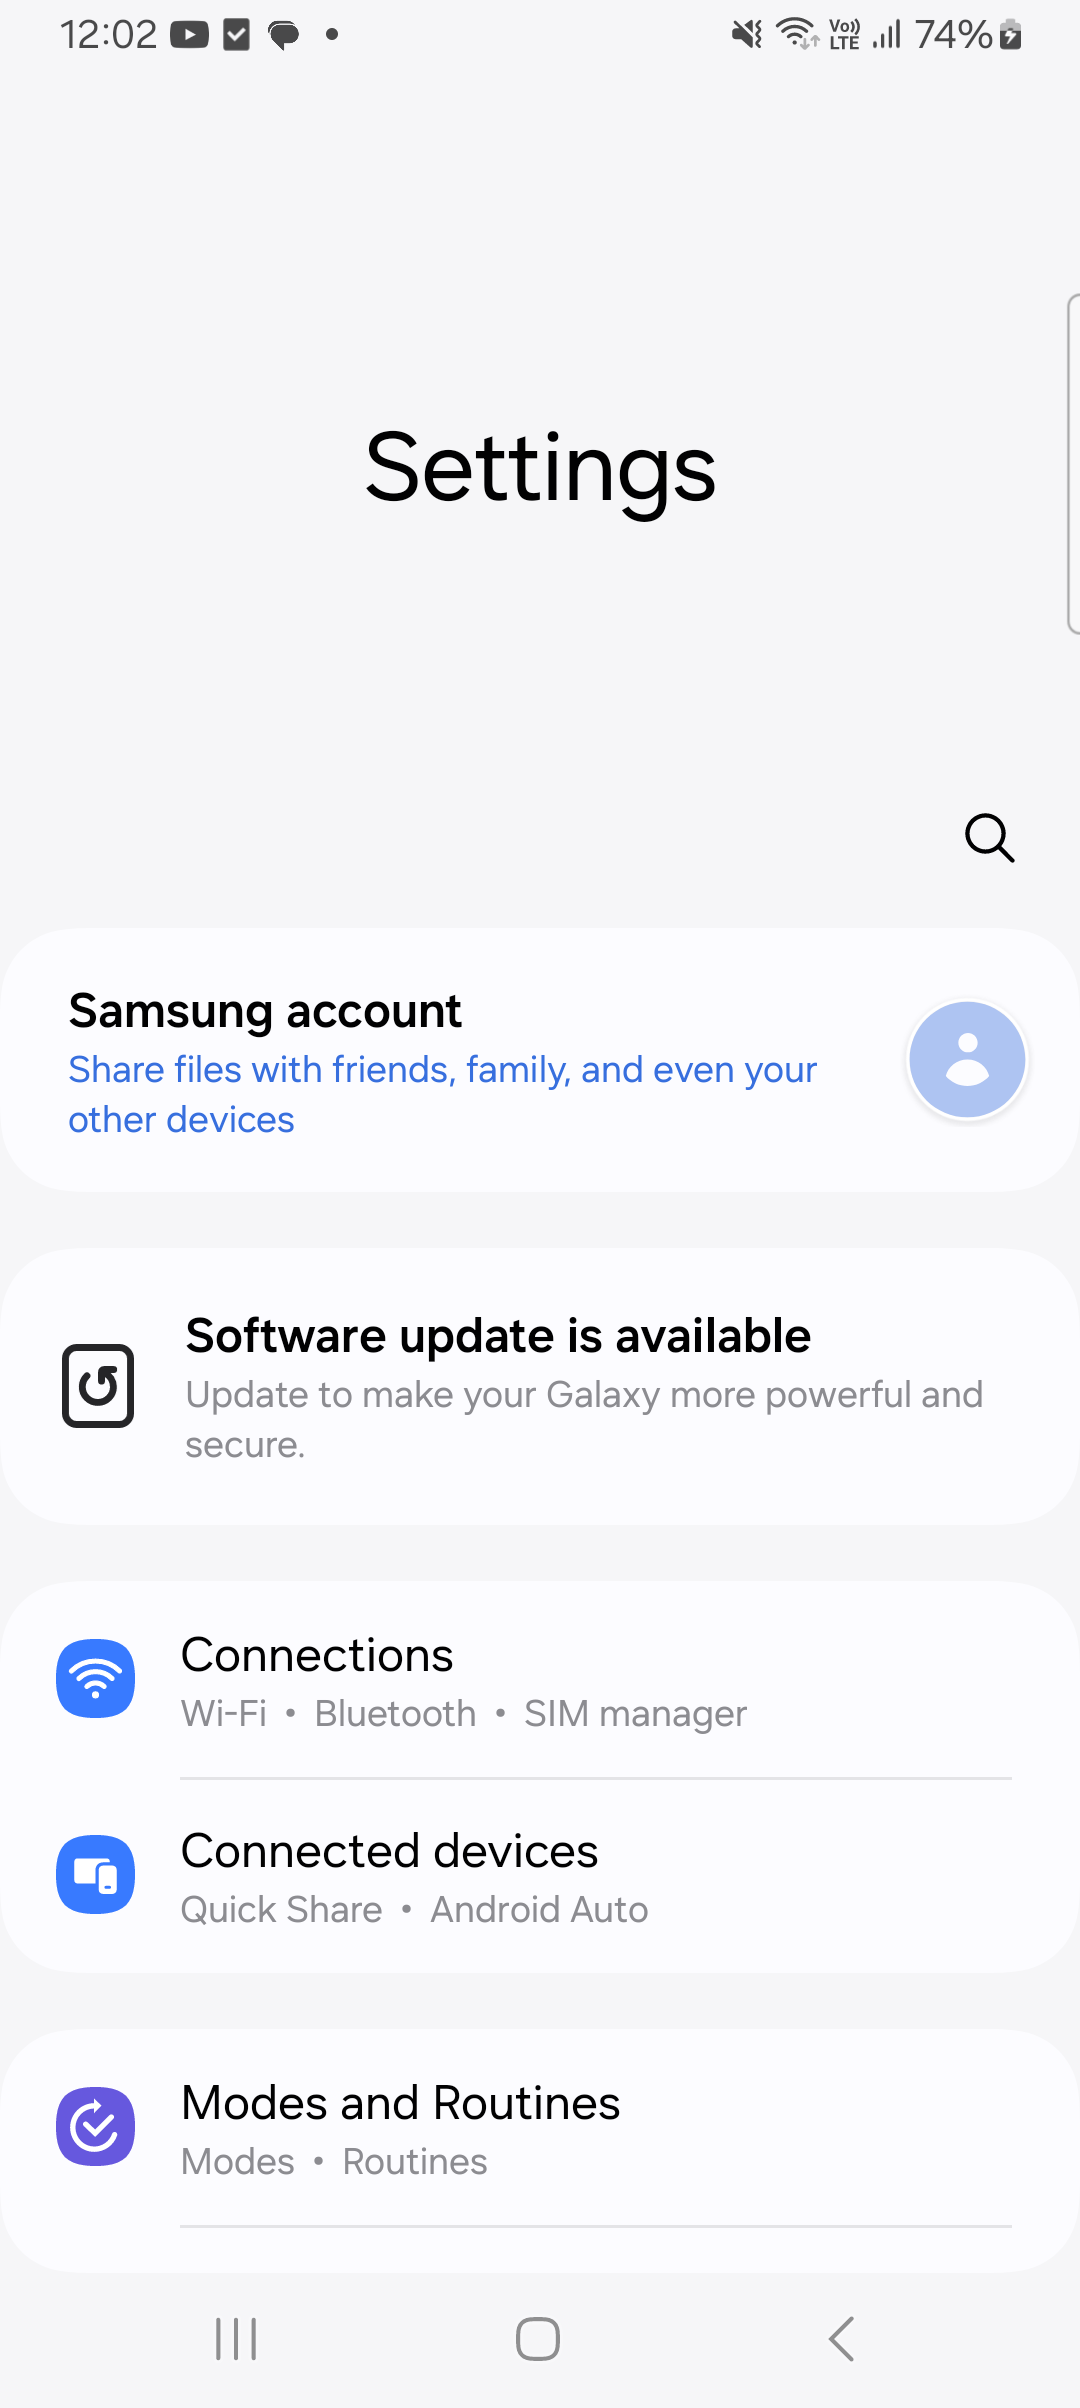 12:02 Vo)) LTE 74%
Settings
Samsung account
Share files with friends, family, and even your
other devices
Software update is available
Update to make your Galaxy more powerful and
secure.
Connections
Wi-Fi • Bluetooth • SIM manager
Connected devices
Quick Share • Android Auto
Modes and Routines
Modes • Routines